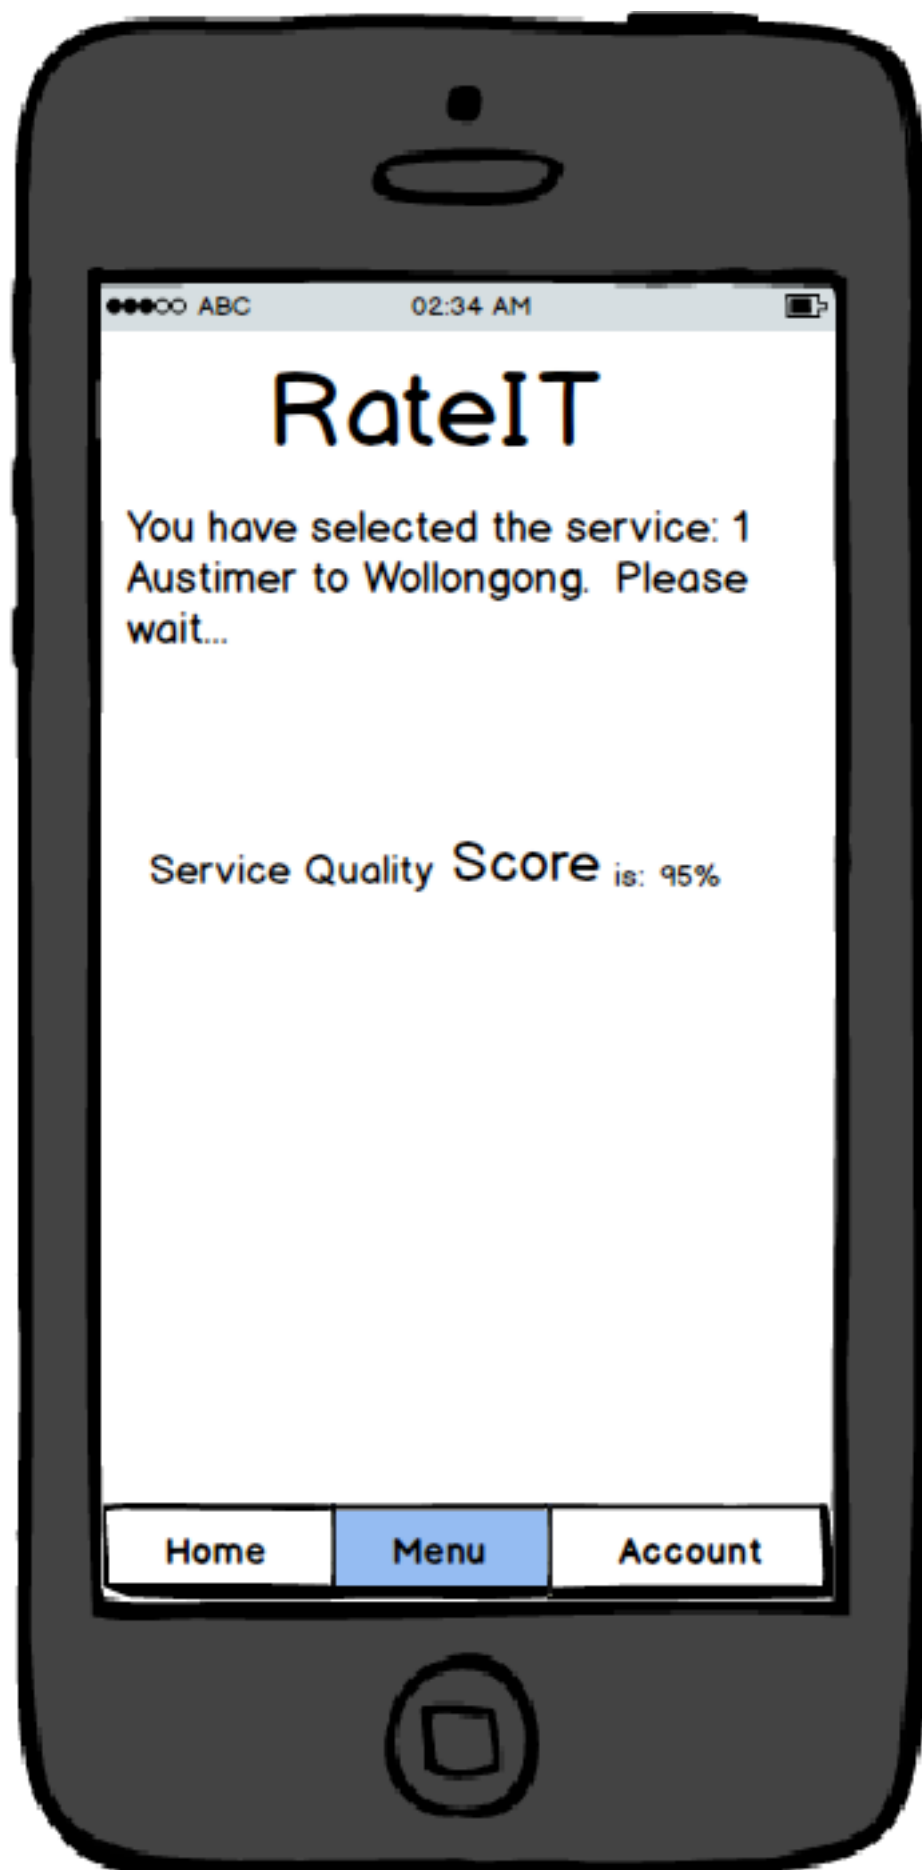 ABC 02:34 AM
RateIT
You have selected the service: 1
Austimer to Wollongong.  Please
wait...
Service Quality Score is: 95%
Home Menu Account